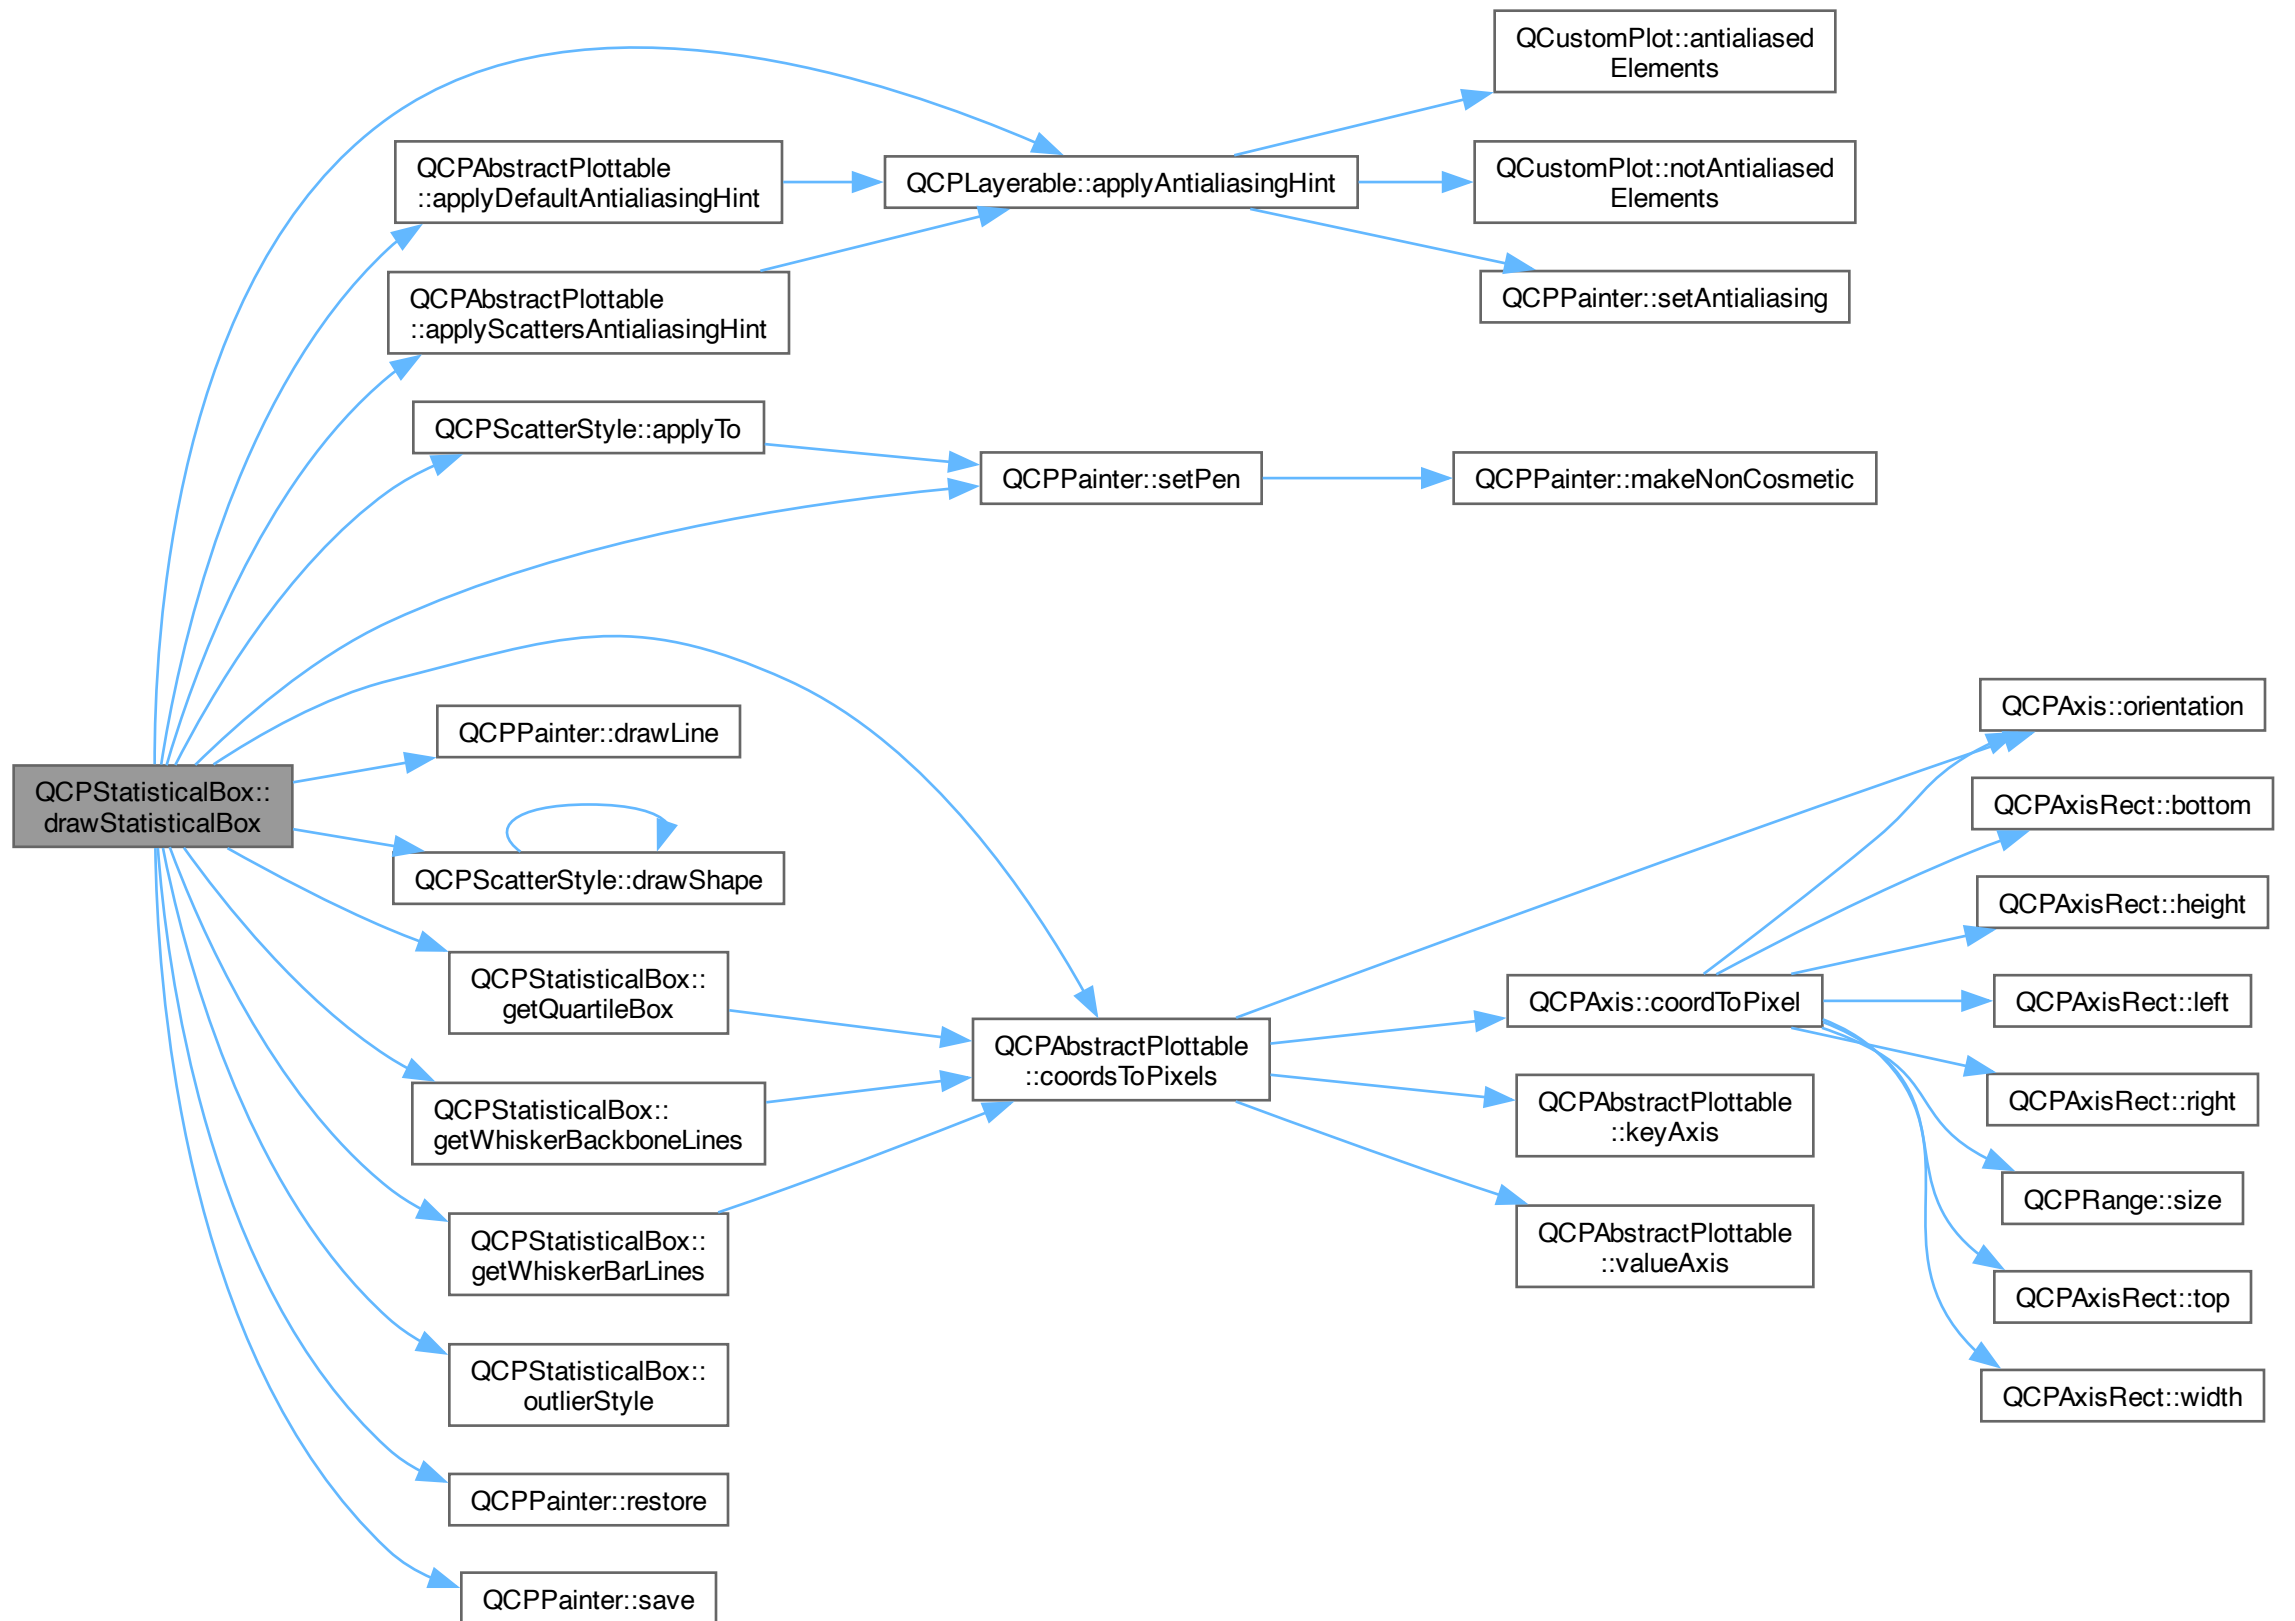 QCustomPlot::antialiased
Elements
QCPAbstractPlottable
::applyDefaultAntialiasingHint
QCPLayerable::applyAntialiasingHint
QCustomPlot::notAntialiased
Elements
QCPAbstractPlottable
::applyScattersAntialiasingHint
QCPPainter::setAntialiasing
QCPScatterStyle::applyTo
QCPPainter::setPen
QCPPainter::makeNonCosmetic
QCPPainter::drawLine
QCPAxis::orientation
QCPStatisticalBox::
drawStatisticalBox
QCPAxisRect::bottom
QCPScatterStyle::drawShape
QCPAxisRect::height
QCPStatisticalBox::
getQuartileBox
QCPAbstractPlottable
::coordsToPixels
QCPAxis::coordToPixel
QCPAxisRect::left
QCPAxisRect::right
QCPStatisticalBox::
getWhiskerBackboneLines
QCPAbstractPlottable
::keyAxis
QCPRange::size
QCPStatisticalBox::
getWhiskerBarLines
QCPAbstractPlottable
::valueAxis
QCPAxisRect::top
QCPStatisticalBox::
outlierStyle
QCPAxisRect::width
QCPPainter::restore
QCPPainter::save